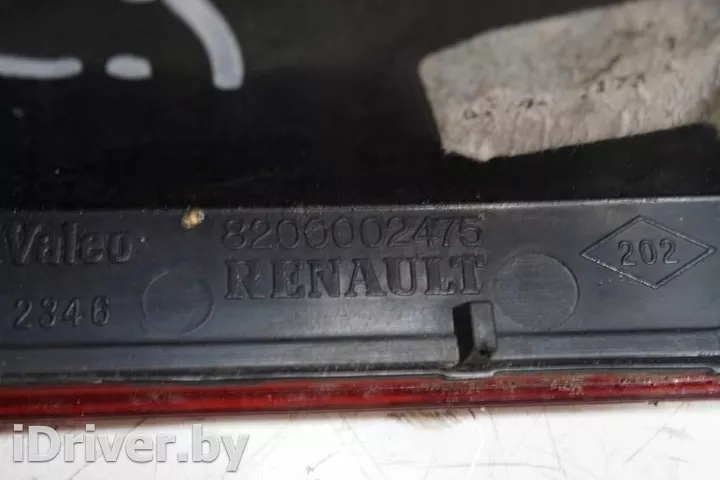 Valeo
8200002475
RENAULT
202
2346
iDriver.by